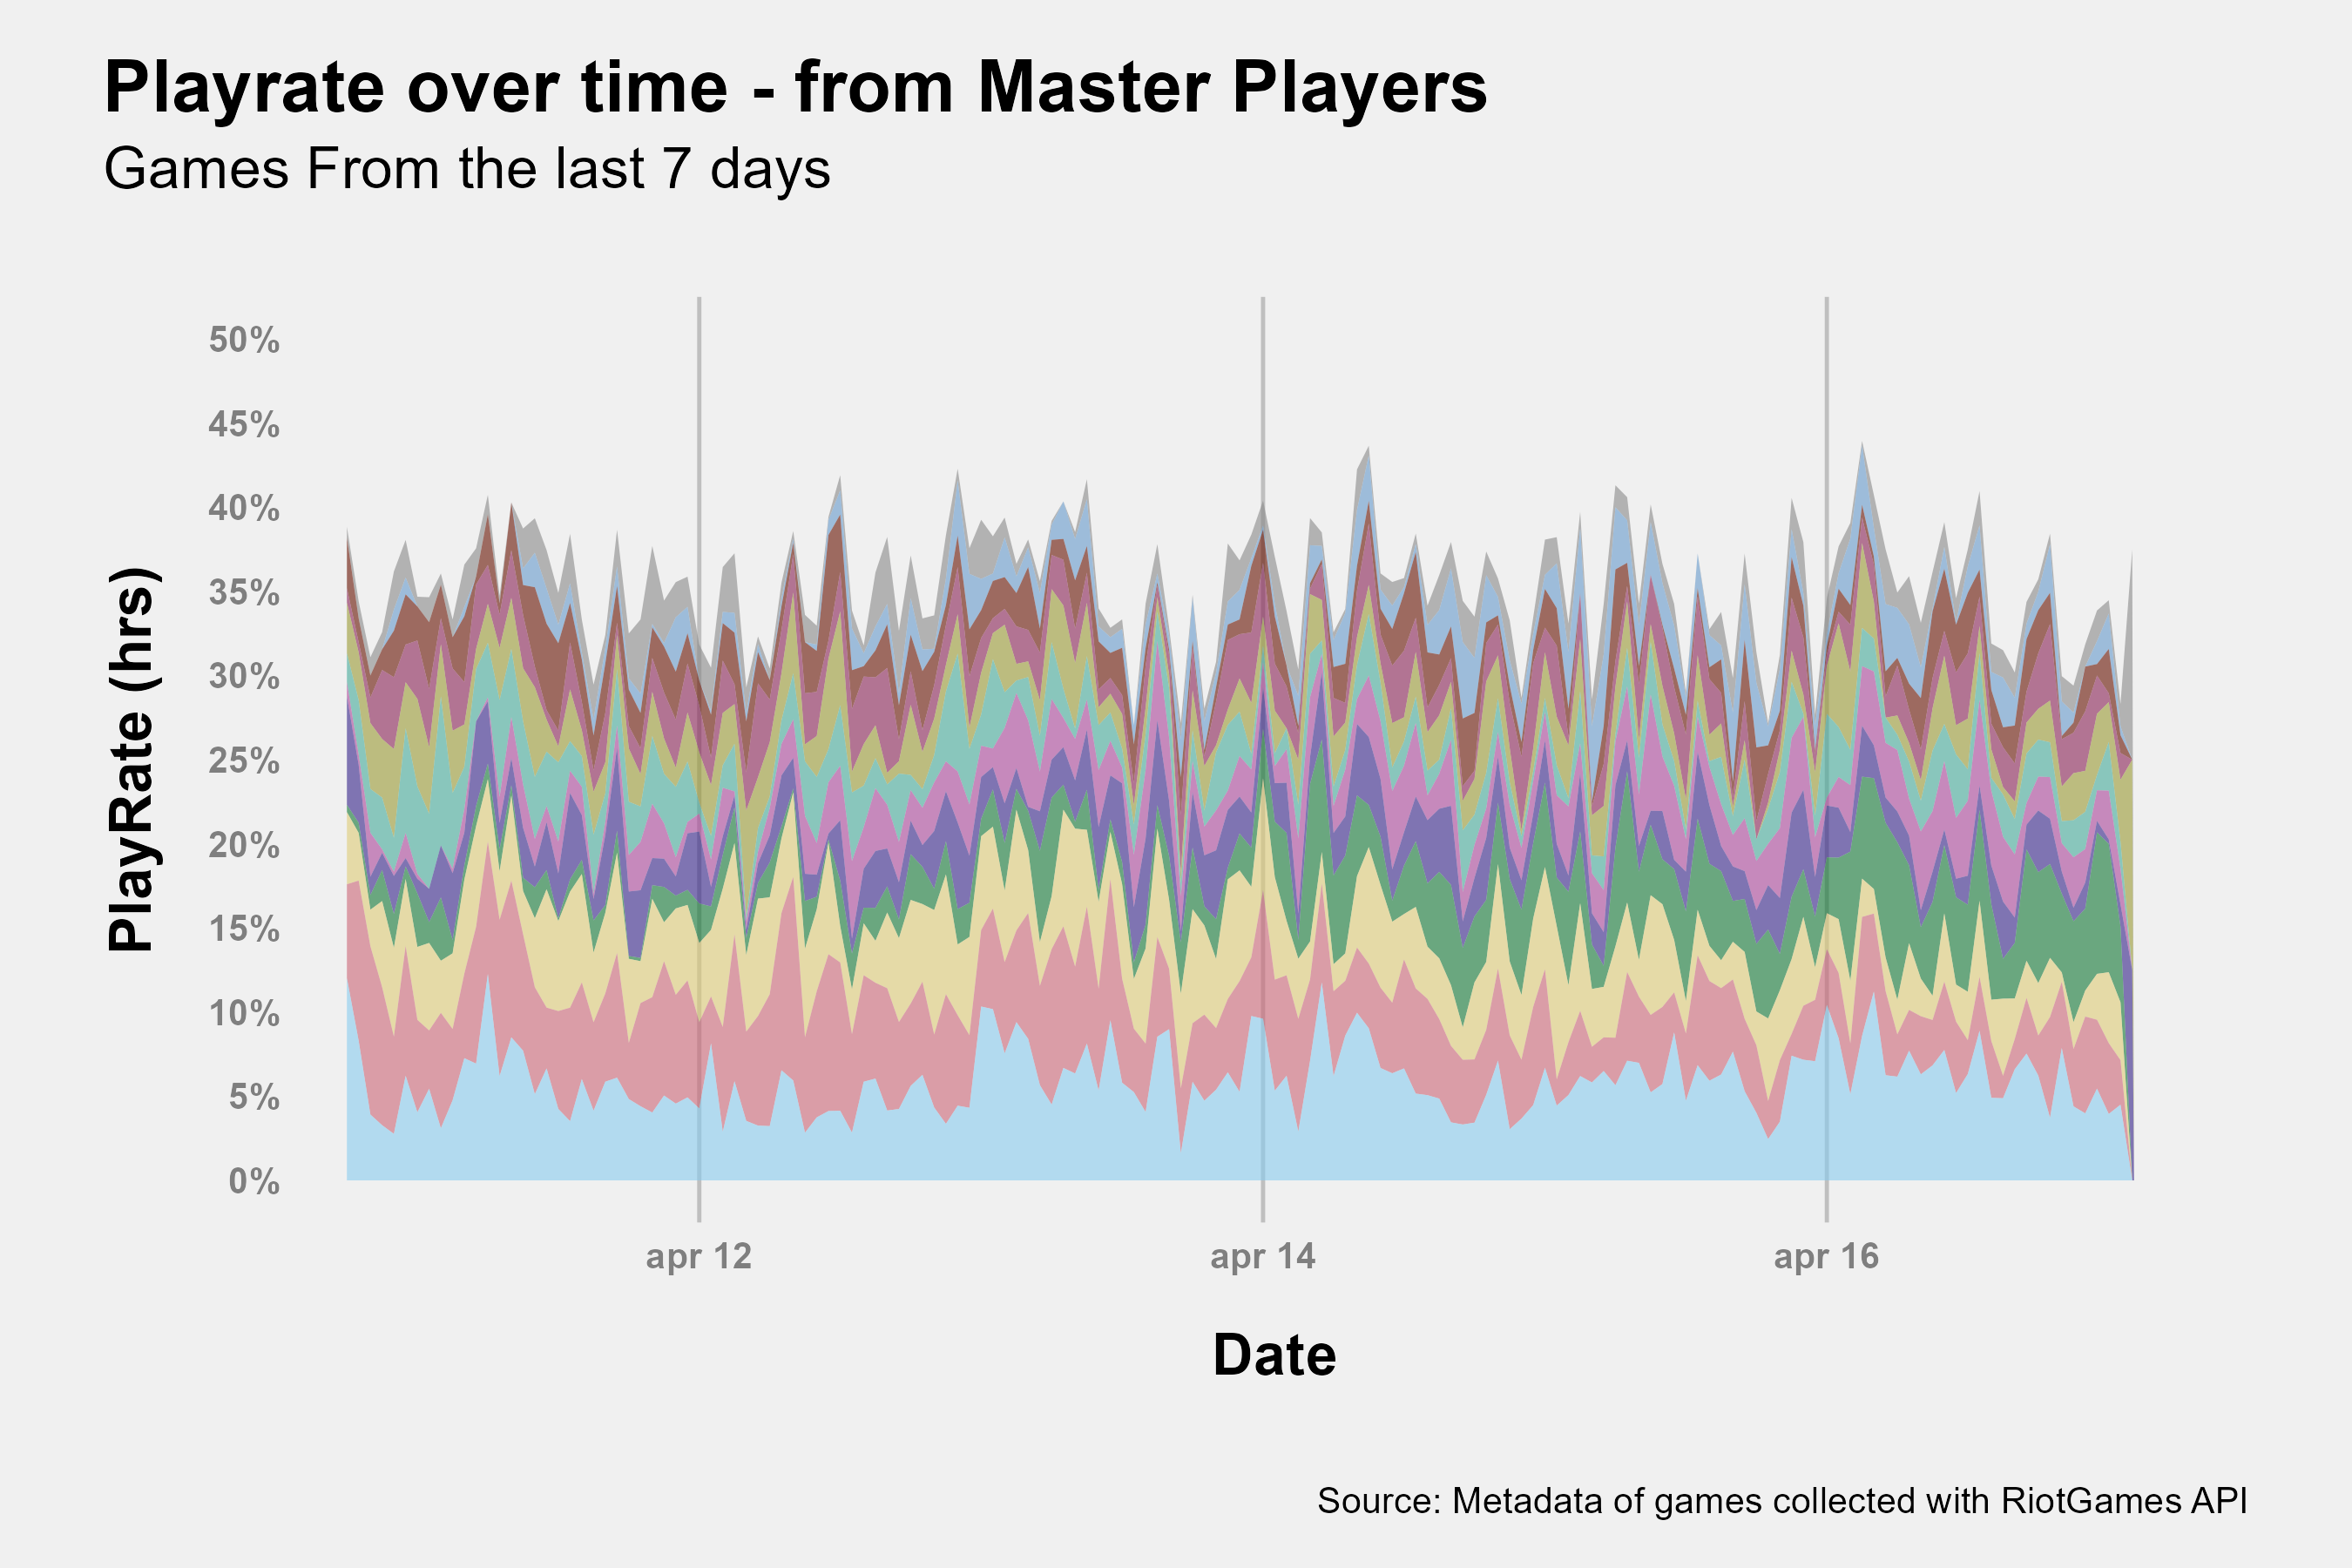 Playrate over time - from Master Players
Games From the last 7 days
PlayRate (hrs)
50%
45%
40%
35%
30%
25%
20%
15%
10%
5%
0%
apr 12
apr 14
apr 16
Date
Source: Metadata of games collected with RiotGames API